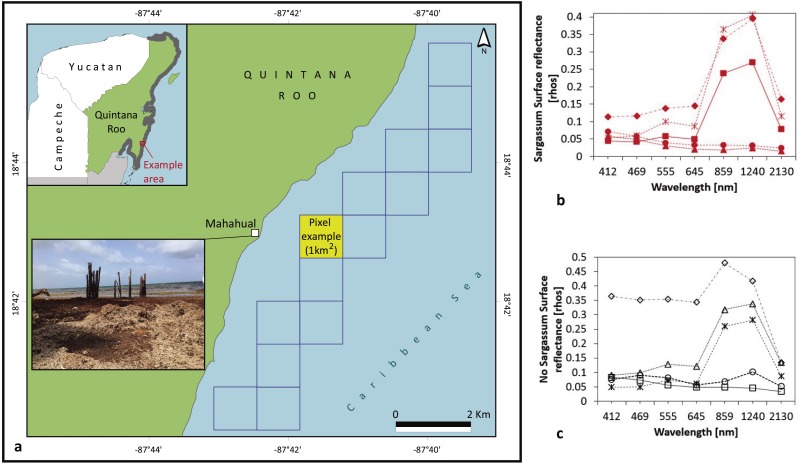 -87°44'
-87°42'
-87°40'
Yucatan
Campeche
Quintana
Roo
Example
area
QUINTANA
ROO
N
18°44'
18°44'
Mahahual
Pixel
example
(1km²)
18°42'
18°42'
Caribbean Sea
0 2 Km
a
-87°44'
-87°42'
-87°40'
Sargassum Surface reflectance
[rhos]
0.4
0.35
0.3
0.25
0.2
0.15
0.1
0.05
0
412 469 555 645 859 1240 2130
Wavelength [nm]
b
No Sargassum Surface
reflectance [rhos]
0.5
0.45
0.4
0.35
0.3
0.25
0.2
0.15
0.1
0.05
0
412 469 555 645 859 1240 2130
Wavelength [nm]
c